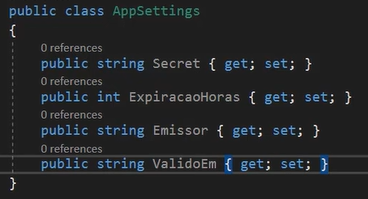 public class AppSettings
{
0 references
public string Secret { get; set; }
0 references
public int ExpiracaoHoras { get; set; }
0 references
public string Emissor { get; set; }
0 references
public string ValidoEm { get; set; }
}